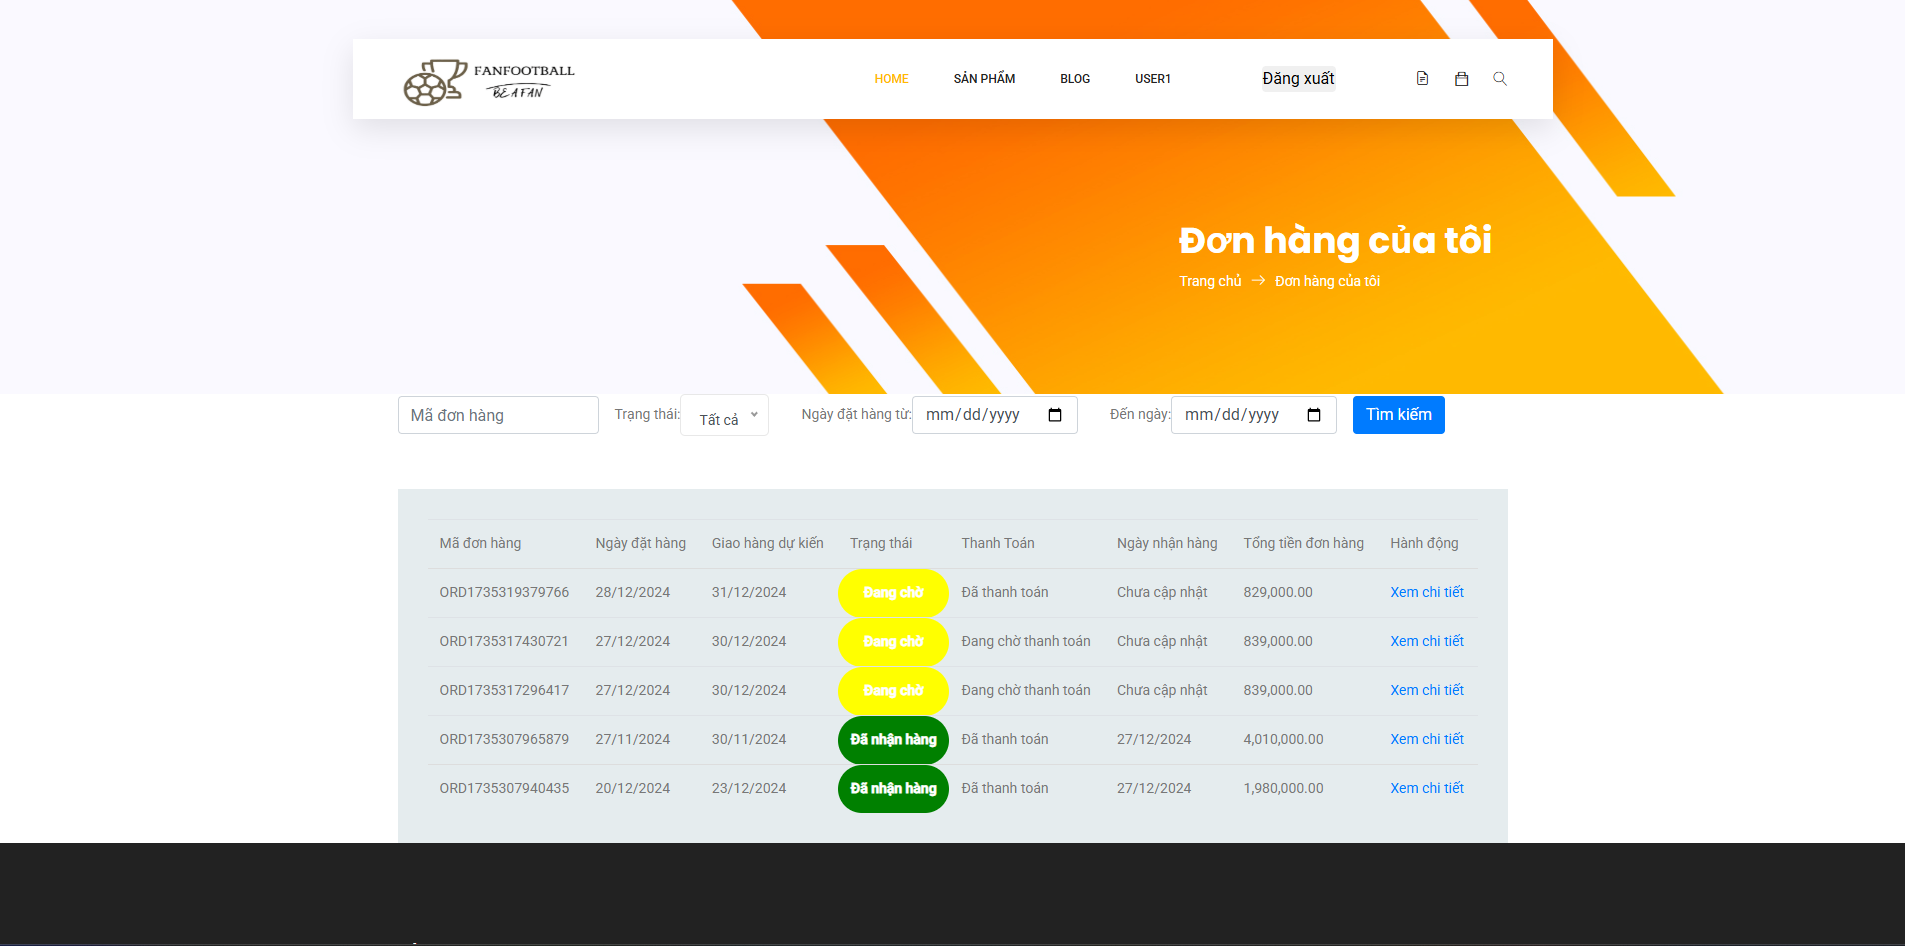 FANFOOTBALL
BE A FAN
HOME SẢN PHẨM BLOG USER1 Đăng xuất
Đơn hàng của tôi
Trang chủ → Đơn hàng của tôi
Mã đơn hàng Trạng thái: Tất cả Ngày đặt hàng từ: mm/dd/yyyy Đến ngày: mm/dd/yyyy Tìm kiếm
Mã đơn hàng Ngày đặt hàng Giao hàng dự kiến Trạng thái Thanh Toán Ngày nhận hàng Tổng tiền đơn hàng Hành động
ORD1735319379766 28/12/2024 31/12/2024 Đang chờ Đã thanh toán Chưa cập nhật 829,000.00 Xem chi tiết
ORD1735317430721 27/12/2024 30/12/2024 Đang chờ Đang chờ thanh toán Chưa cập nhật 839,000.00 Xem chi tiết
ORD1735317296417 27/12/2024 30/12/2024 Đang chờ Đang chờ thanh toán Chưa cập nhật 839,000.00 Xem chi tiết
ORD1735307965879 27/11/2024 30/11/2024 Đã nhận hàng Đã thanh toán 27/12/2024 4,010,000.00 Xem chi tiết
ORD1735307940435 20/12/2024 23/12/2024 Đã nhận hàng Đã thanh toán 27/12/2024 1,980,000.00 Xem chi tiết